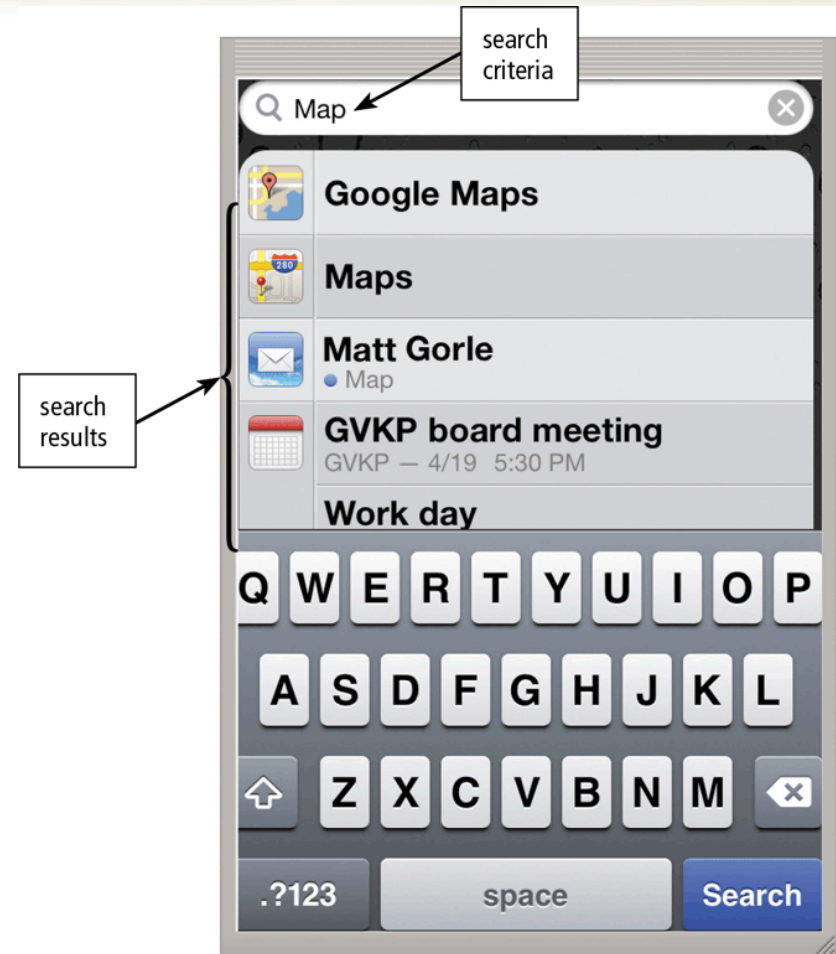 search
criteria
Map
Google Maps
280
Maps
Matt Gorle
Map
search
results
GVKP board meeting
GVKP — 4/19 5:30 PM
Work day
Q W E R T Y U I O P
A S D F G H J K L
Z X C V B N M
.?123 space Search